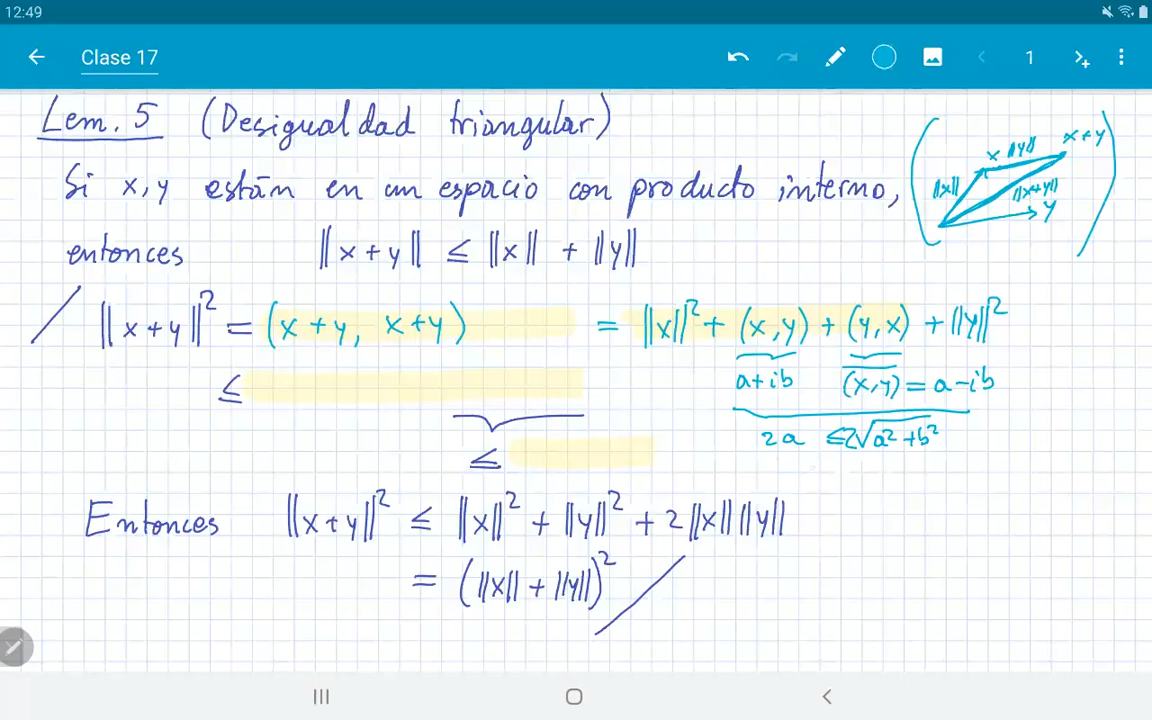 12:49
Clase 17
1
Lem. 5 (Desigualdad triangular)
Si x, y están en un espacio con producto interno,
x ||y|| x+y
||x|| ||x+y||
y
entonces ||x+y|| ≤ ||x|| + ||y||
||x+y||² = (x+y, x+y) = ||x||² + (x,y) + (y,x) + ||y||²
≤
a+ib (x,y)‾ = a-ib
2a ≤ 2√(a²+b²)
≤
Entonces ||x+y||² ≤ ||x||² + ||y||² + 2||x|| ||y||
= (||x|| + ||y||)²